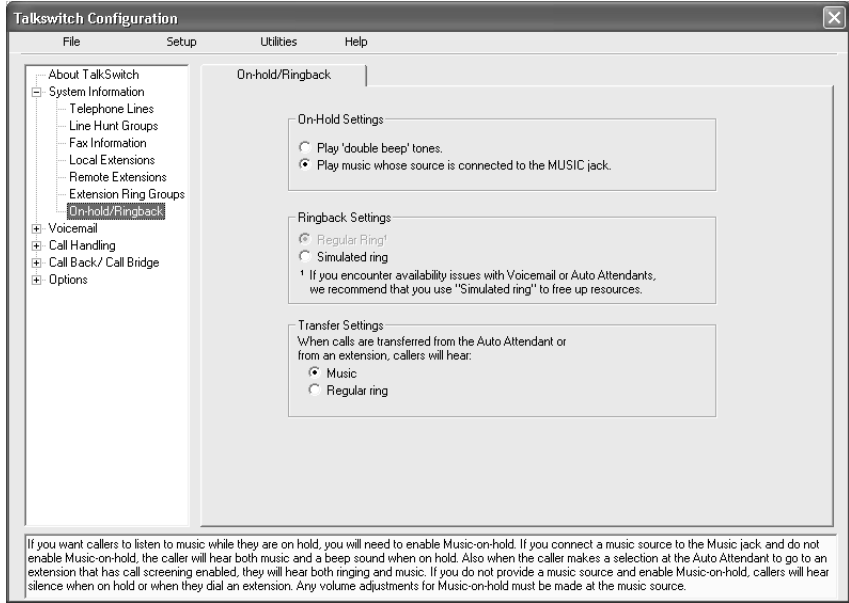 Talkswitch Configuration
File Setup Utilities Help
About TalkSwitch
System Information
Telephone Lines
Line Hunt Groups
Fax Information
Local Extensions
Remote Extensions
Extension Ring Groups
On-hold/Ringback
Voicemail
Call Handling
Call Back/ Call Bridge
Options
On-hold/Ringback
On-Hold Settings
Play 'double beep' tones.
Play music whose source is connected to the MUSIC jack.
Ringback Settings
Regular Ring¹
Simulated ring
¹ If you encounter availability issues with Voicemail or Auto Attendants,
we recommend that you use "Simulated ring" to free up resources.
Transfer Settings
When calls are transferred from the Auto Attendant or
from an extension, callers will hear:
Music
Regular ring
If you want callers to listen to music while they are on hold, you will need to enable Music-on-hold. If you connect a music source to the Music jack and do not
enable Music-on-hold, the caller will hear both music and a beep sound when on hold. Also when the caller makes a selection at the Auto Attendant to go to an
extension that has call screening enabled, they will hear both ringing and music. If you do not provide a music source and enable Music-on-hold, callers will hear
silence when on hold or when they dial an extension. Any volume adjustments for Music-on-hold must be made at the music source.